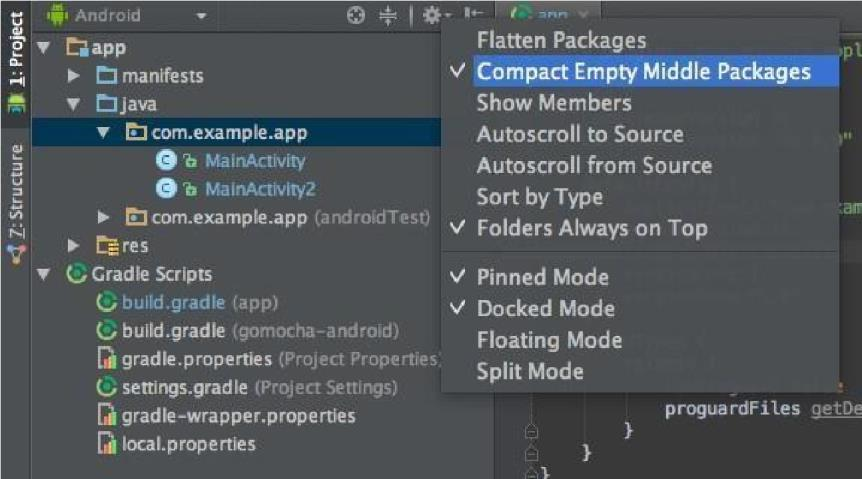 1: Project
Z: Structure
Android
app
manifests
java
com.example.app
MainActivity
MainActivity2
com.example.app (androidTest)
res
Gradle Scripts
build.gradle (app)
build.gradle (gomocha-android)
gradle.properties (Project Properties)
settings.gradle (Project Settings)
gradle-wrapper.properties
local.properties
app
Flatten Packages
Compact Empty Middle Packages
Show Members
Autoscroll to Source
Autoscroll from Source
Sort by Type
Folders Always on Top
Pinned Mode
Docked Mode
Floating Mode
Split Mode
proguardFiles getDe
}
}
}